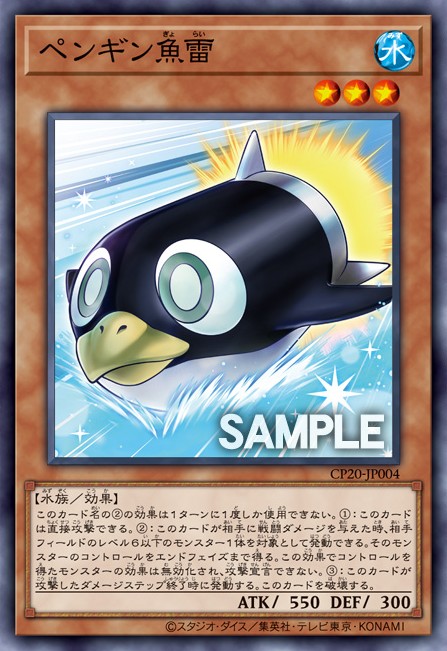 ペンギン魚雷
水
SAMPLE
CP20-JP004
【水族／効果】
このカード名の②の効果は1ターンに1度しか使用できない。①：このカード
は直接攻撃できる。②：このカードが相手に戦闘ダメージを与えた時、相手
フィールドのレベル6以下のモンスター1体を対象として発動できる。そのモ
ンスターのコントロールをエンドフェイズまで得る。この効果でコントロールを
得たモンスターの効果は無効化され、攻撃宣言できない。③：このカードが
攻撃したダメージステップ終了時に発動する。このカードを破壊する。
ATK/ 550 DEF/ 300
©スタジオ・ダイス/集英社・テレビ東京・KONAMI